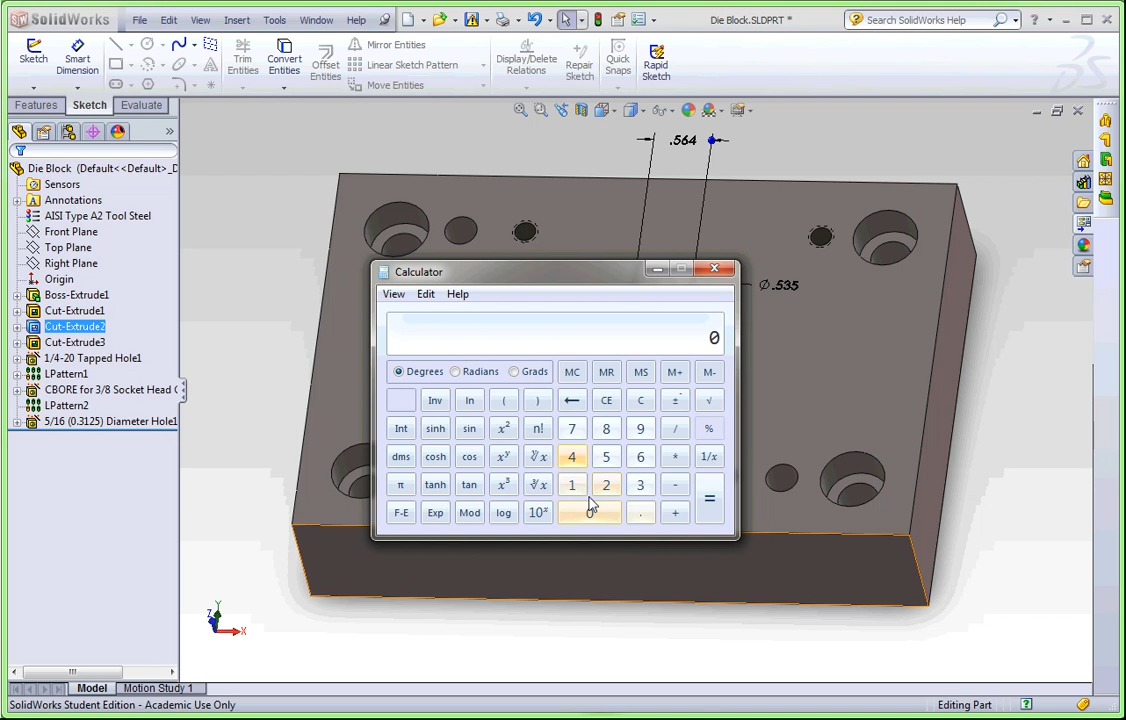 SolidWorks File Edit View Insert Tools Window Help Die Block.SLDPRT * Search SolidWorks Help
Sketch Smart Dimension Trim Entities Convert Entities Offset Entities Mirror Entities Linear Sketch Pattern Move Entities Display/Delete Relations Repair Sketch Quick Snaps Rapid Sketch
Features Sketch Evaluate
Die Block (Default<<Default>_D
Sensors
Annotations
AISI Type A2 Tool Steel
Front Plane
Top Plane
Right Plane
Origin
Boss-Extrude1
Cut-Extrude1
Cut-Extrude2
Cut-Extrude3
1/4-20 Tapped Hole1
LPattern1
CBORE for 3/8 Socket Head C
LPattern2
5/16 (0.3125) Diameter Hole1
.564
Ø.535
Calculator
View Edit Help
0
Degrees Radians Grads MC MR MS M+ M-
Inv ln ( ) ← CE C ± √
Int sinh sin x² n! 7 8 9 / %
dms cosh cos xʸ ʸ√x 4 5 6 * 1/x
π tanh tan x³ ³√x 1 2 3 - =
F-E Exp Mod log 10ˣ 0 . +
Y
Z
X
Model Motion Study 1
SolidWorks Student Edition - Academic Use Only Editing Part